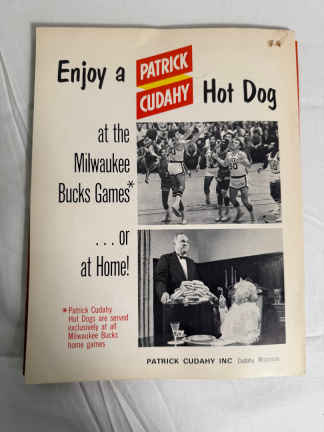 Enjoy a PATRICK CUDAHY Hot Dog
at the
Milwaukee
Bucks Games*
... or
at Home!
*Patrick Cudahy
Hot Dogs are served
exclusively at all
Milwaukee Bucks
home games
PATRICK CUDAHY INC Cudahy, Wisconsin